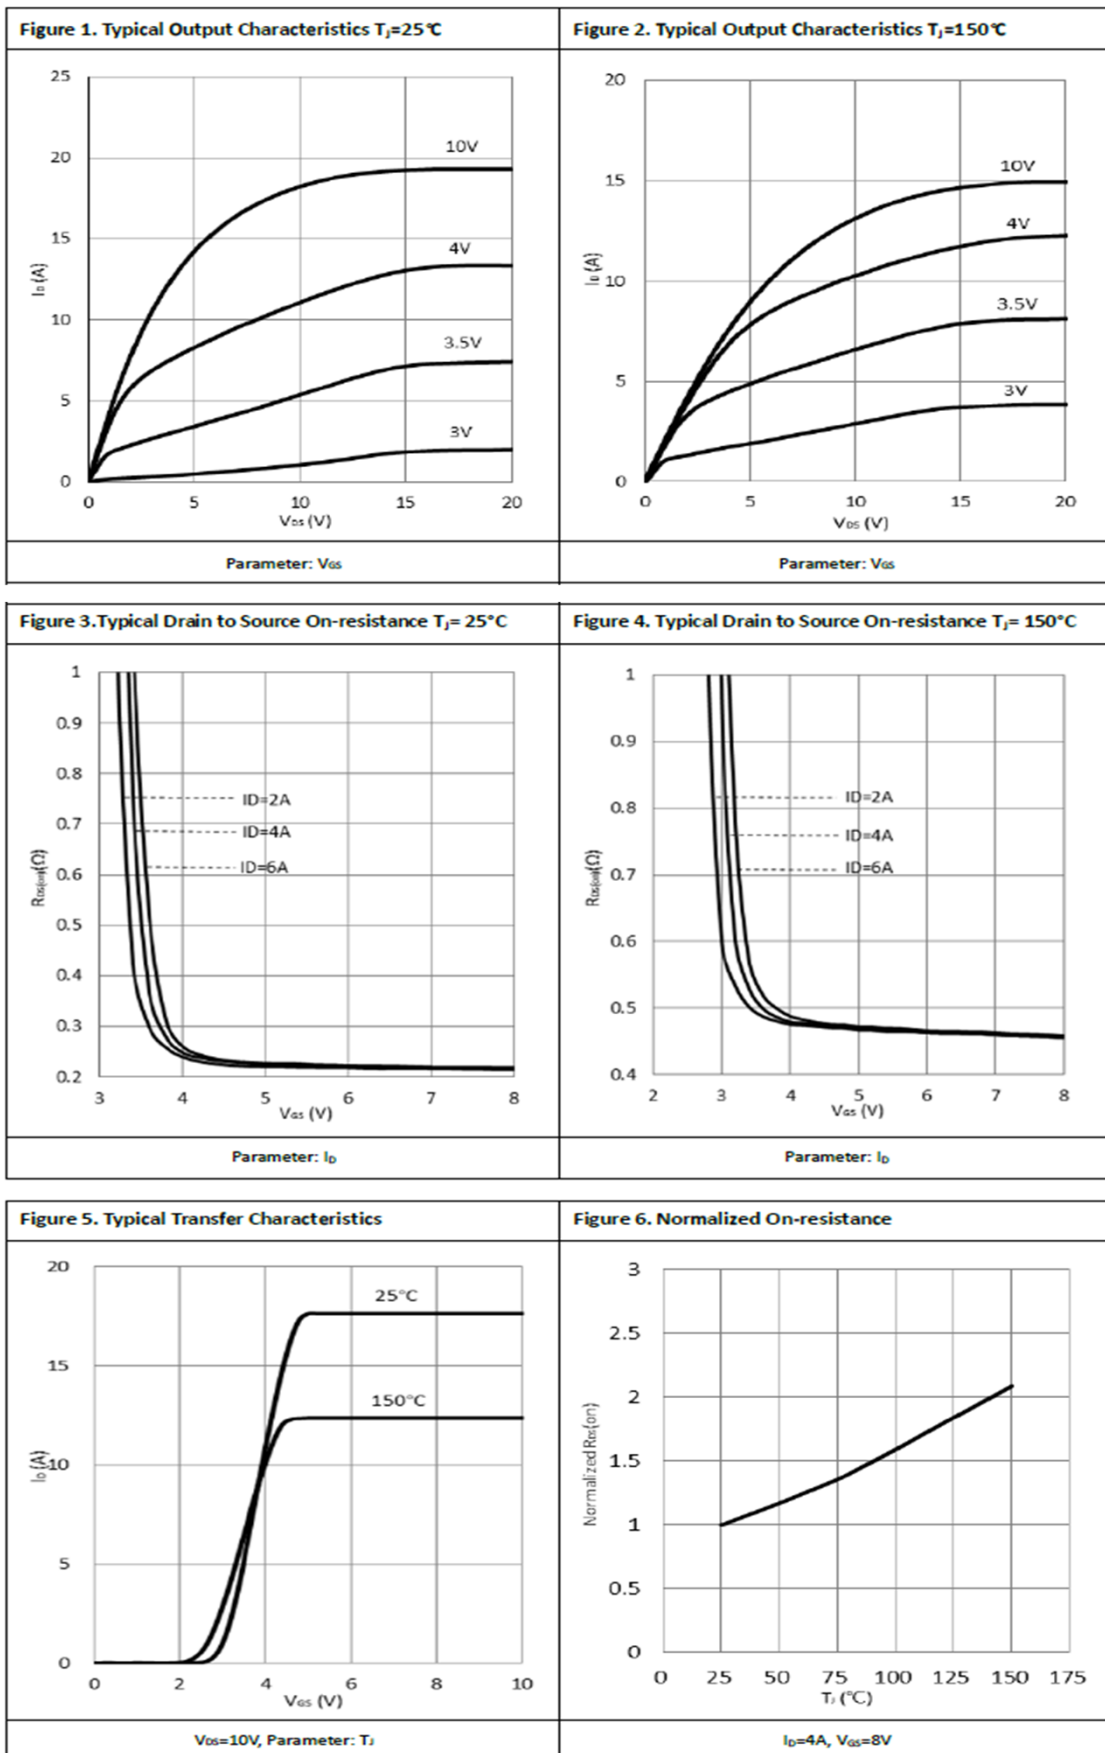 Figure 1. Typical Output Characteristics TJ=25℃
25
20
15
10
5
0
ID (A)
10V
4V
3.5V
3V
0 5 10 15 20
VDS (V)
Parameter: VGS
Figure 2. Typical Output Characteristics TJ=150℃
20
15
10
5
0
ID (A)
10V
4V
3.5V
3V
0 5 10 15 20
VDS (V)
Parameter: VGS
Figure 3.Typical Drain to Source On-resistance TJ= 25°C
1
0.9
0.8
0.7
0.6
0.5
0.4
0.3
0.2
RDS(on)(Ω)
ID=2A
ID=4A
ID=6A
3 4 5 6 7 8
VGS (V)
Parameter: ID
Figure 4. Typical Drain to Source On-resistance TJ= 150°C
1
0.9
0.8
0.7
0.6
0.5
0.4
RDS(on)(Ω)
ID=2A
ID=4A
ID=6A
2 3 4 5 6 7 8
VGS (V)
Parameter: ID
Figure 5. Typical Transfer Characteristics
20
15
10
5
0
ID (A)
25°C
150°C
0 2 4 6 8 10
VGS (V)
VDS=10V, Parameter: TJ
Figure 6. Normalized On-resistance
3
2.5
2
1.5
1
0.5
0
Normalized RDS(on)
0 25 50 75 100 125 150 175
TJ (°C)
ID=4A, VGS=8V